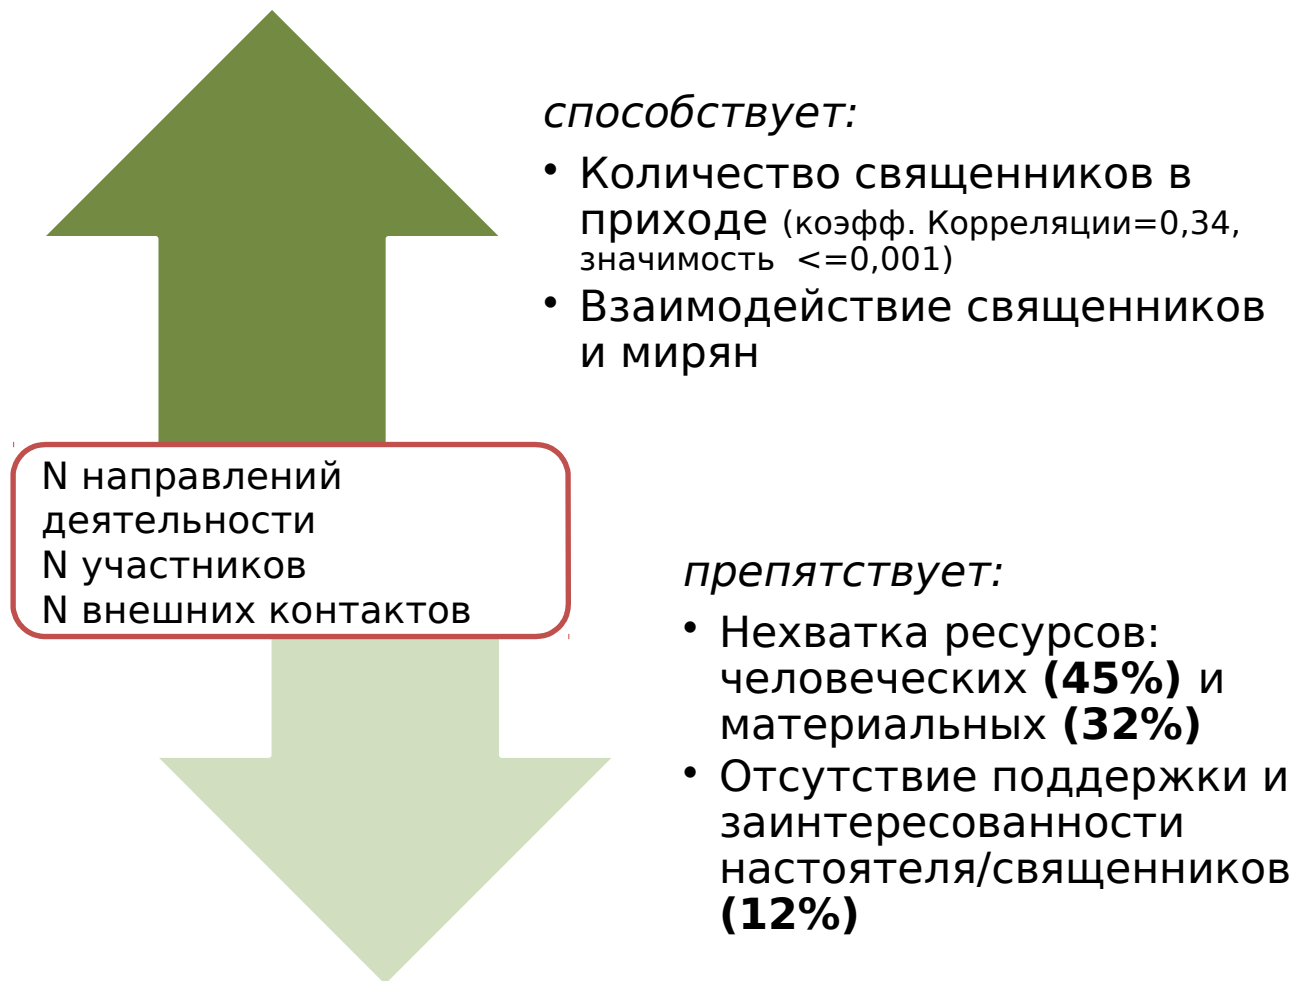 способствует:
• Количество священников в
приходе (коэфф. Корреляции=0,34,
значимость <=0,001)
• Взаимодействие священников
и мирян
N направлений
деятельности
N участников
N внешних контактов
препятствует:
• Нехватка ресурсов:
человеческих (45%) и
материальных (32%)
• Отсутствие поддержки и
заинтересованности
настоятеля/священников
(12%)